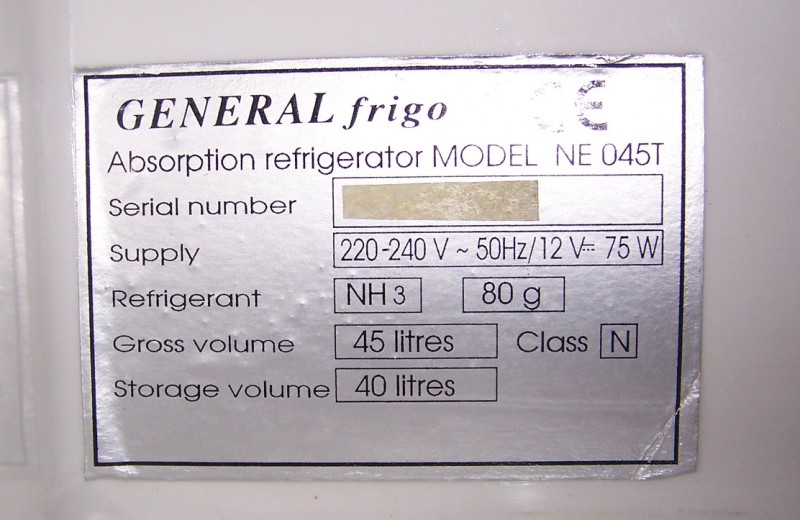 GENERAL frigo CE
Absorption refrigerator MODEL NE 045T
Serial number
Supply 220-240 V ~ 50Hz/12 V⎓ 75 W
Refrigerant NH3 80 g
Gross volume 45 litres Class N
Storage volume 40 litres